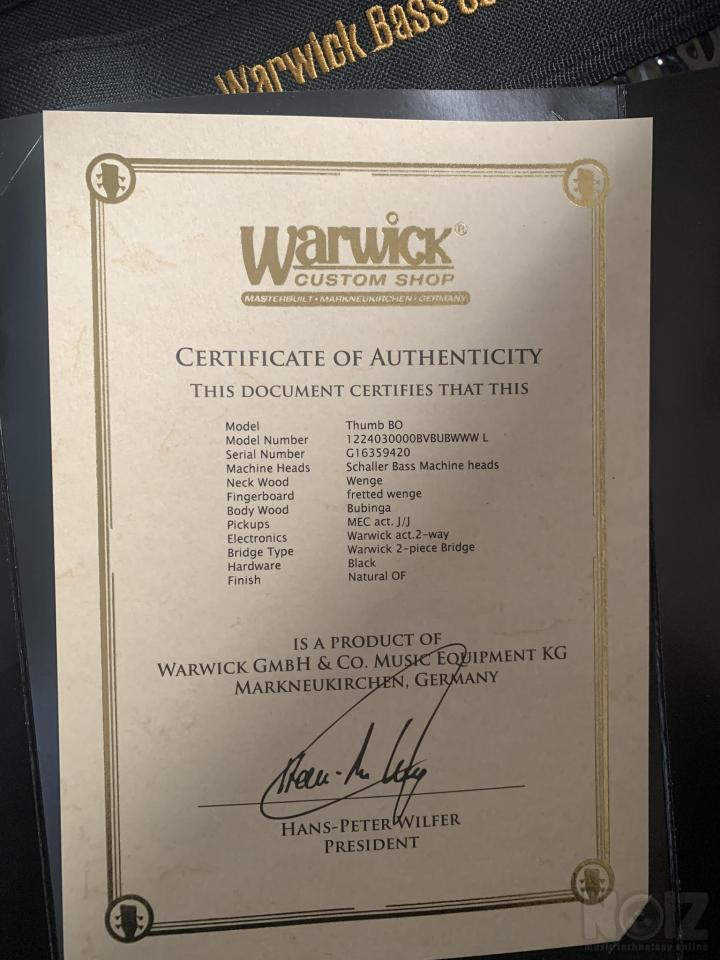 Warwick Bass
Warwick®
CUSTOM SHOP
MASTERBUILT • MARKNEUKIRCHEN • GERMANY
CERTIFICATE OF AUTHENTICITY
THIS DOCUMENT CERTIFIES THAT THIS
Model Thumb BO
Model Number 1224030000BVBUBWWW L
Serial Number G16359420
Machine Heads Schaller Bass Machine heads
Neck Wood Wenge
Fingerboard fretted wenge
Body Wood Bubinga
Pickups MEC act. J/J
Electronics Warwick act.2-way
Bridge Type Warwick 2-piece Bridge
Hardware Black
Finish Natural OF
IS A PRODUCT OF
WARWICK GMBH & CO. MUSIC EQUIPMENT KG
MARKNEUKIRCHEN, GERMANY
HANS-PETER WILFER
PRESIDENT
NOIZ
music technology online